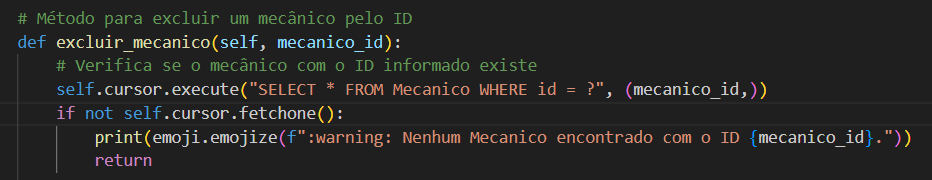 # Método para excluir um mecânico pelo ID
def excluir_mecanico(self, mecanico_id):
    # Verifica se o mecânico com o ID informado existe
    self.cursor.execute("SELECT * FROM Mecanico WHERE id = ?", (mecanico_id,))
    if not self.cursor.fetchone():
        print(emoji.emojize(f":warning: Nenhum Mecanico encontrado com o ID {mecanico_id}."))
        return